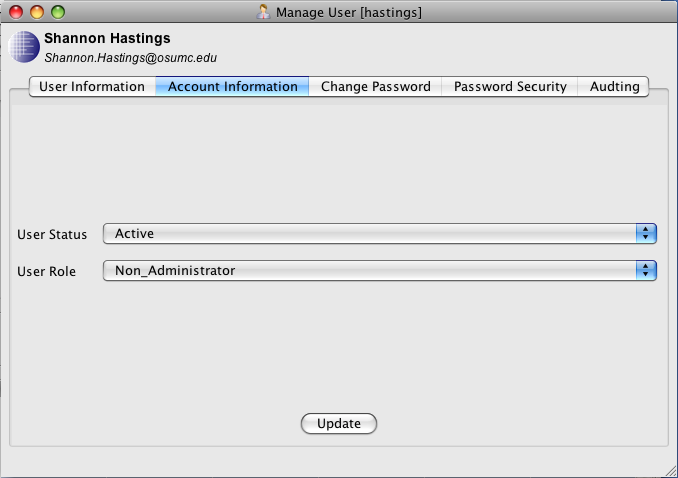 Manage User [hastings]
Shannon Hastings
Shannon.Hastings@osumc.edu
User Information Account Information Change Password Password Security Audting
User Status Active
User Role Non_Administrator
Update